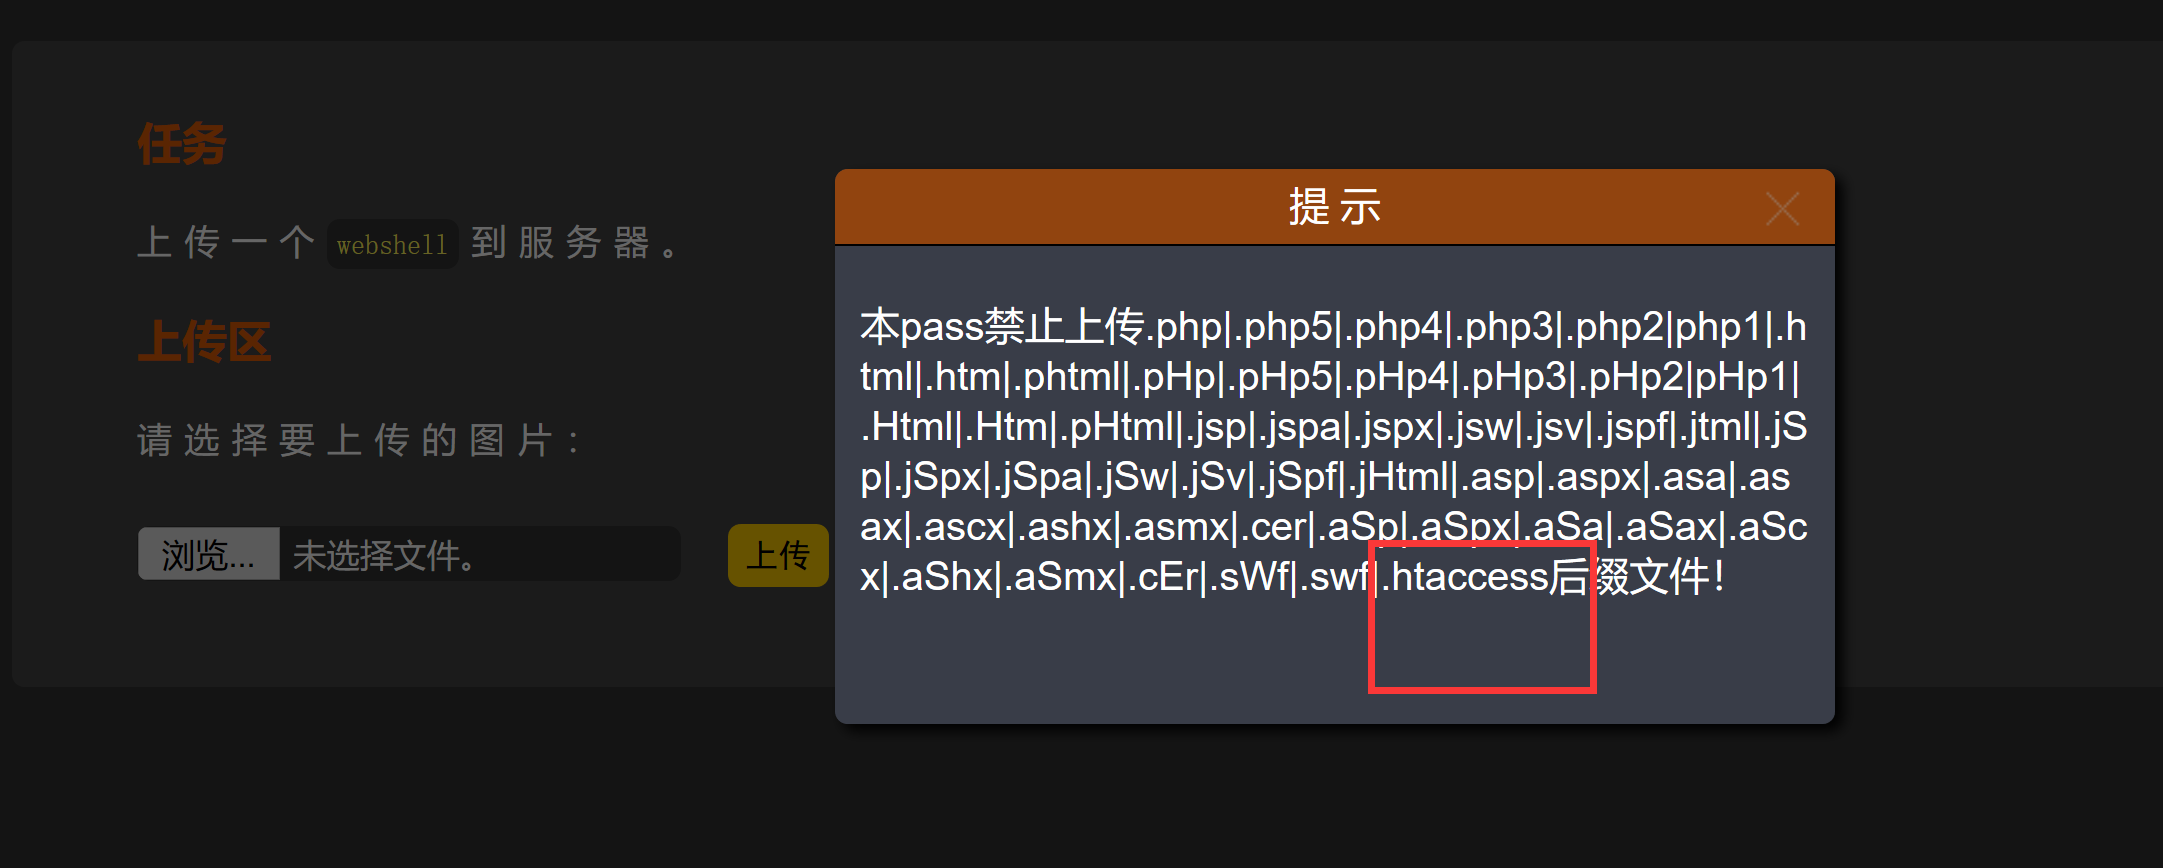 任务
上传一个 webshell 到服务器。
上传区
请选择要上传的图片：
浏览... 未选择文件。
上传
提示
本pass禁止上传.php|.php5|.php4|.php3|.php2|php1|.h
tml|.htm|.phtml|.pHp|.pHp5|.pHp4|.pHp3|.pHp2|pHp1|
.Html|.Htm|.pHtml|.jsp|.jspa|.jspx|.jsw|.jsv|.jspf|.jtml|.jS
p|.jSpx|.jSpa|.jSw|.jSv|.jSpf|.jHtml|.asp|.aspx|.asa|.as
ax|.ascx|.ashx|.asmx|.cer|.aSp|.aSpx|.aSa|.aSax|.aSc
x|.aShx|.aSmx|.cEr|.sWf|.swf|.htaccess后缀文件！